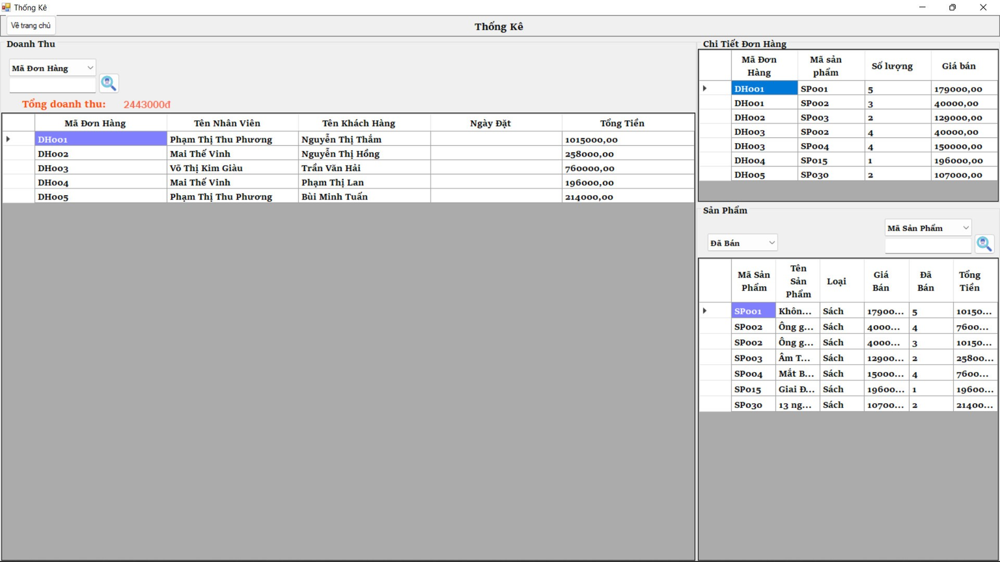 Thống Kê
Về trang chủ
Thống Kê
Doanh Thu
Mã Đơn Hàng
Tổng doanh thu: 2443000đ
Mã Đơn Hàng Tên Nhân Viên Tên Khách Hàng Ngày Đặt Tổng Tiền
DH001 Phạm Thị Thu Phương Nguyễn Thị Thắm 1015000,00
DH002 Mai Thế Vinh Nguyễn Thị Hồng 258000,00
DH003 Võ Thị Kim Giàu Trần Văn Hải 760000,00
DH004 Mai Thế Vinh Phạm Thị Lan 196000,00
DH005 Phạm Thị Thu Phương Bùi Minh Tuấn 214000,00
Chi Tiết Đơn Hàng
Mã Đơn Hàng Mã sản phẩm Số lượng Giá bán
DH001 SP001 5 179000,00
DH001 SP002 3 40000,00
DH002 SP003 2 129000,00
DH003 SP002 4 40000,00
DH003 SP004 4 150000,00
DH004 SP015 1 196000,00
DH005 SP030 2 107000,00
Sản Phẩm
Mã Sản Phẩm
Đã Bán
Mã Sản Phẩm Tên Sản Phẩm Loại Giá Bán Đã Bán Tổng Tiền
SP001 Khôn... Sách 17900... 5 10150...
SP002 Ông g... Sách 4000... 4 7600...
SP002 Ông g... Sách 4000... 3 10150...
SP003 Âm T... Sách 12900... 2 25800...
SP004 Mắt B... Sách 15000... 4 7600...
SP015 Giai Đ... Sách 19600... 1 19600...
SP030 13 ng... Sách 10700... 2 21400...